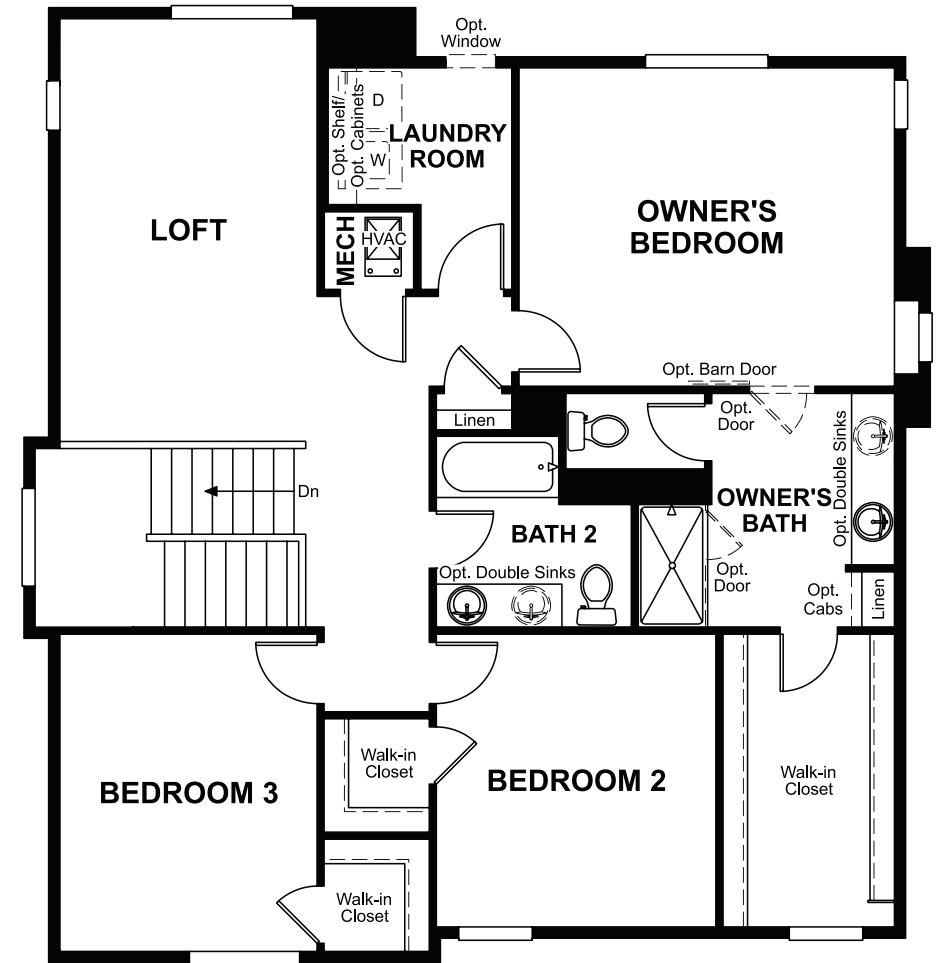 Opt.
Window
Opt. Shelf/
Opt. Cabinets
D
W
LAUNDRY
ROOM
LOFT
OWNER'S
BEDROOM
MECH
HVAC
Opt. Barn Door
Opt.
Door
Linen
Opt. Double Sinks
Dn
OWNER'S
BATH
BATH 2
Opt. Double Sinks
Opt.
Door
Opt.
Cabs
Linen
Walk-in
Closet
BEDROOM 3
BEDROOM 2
Walk-in
Closet
Walk-in
Closet